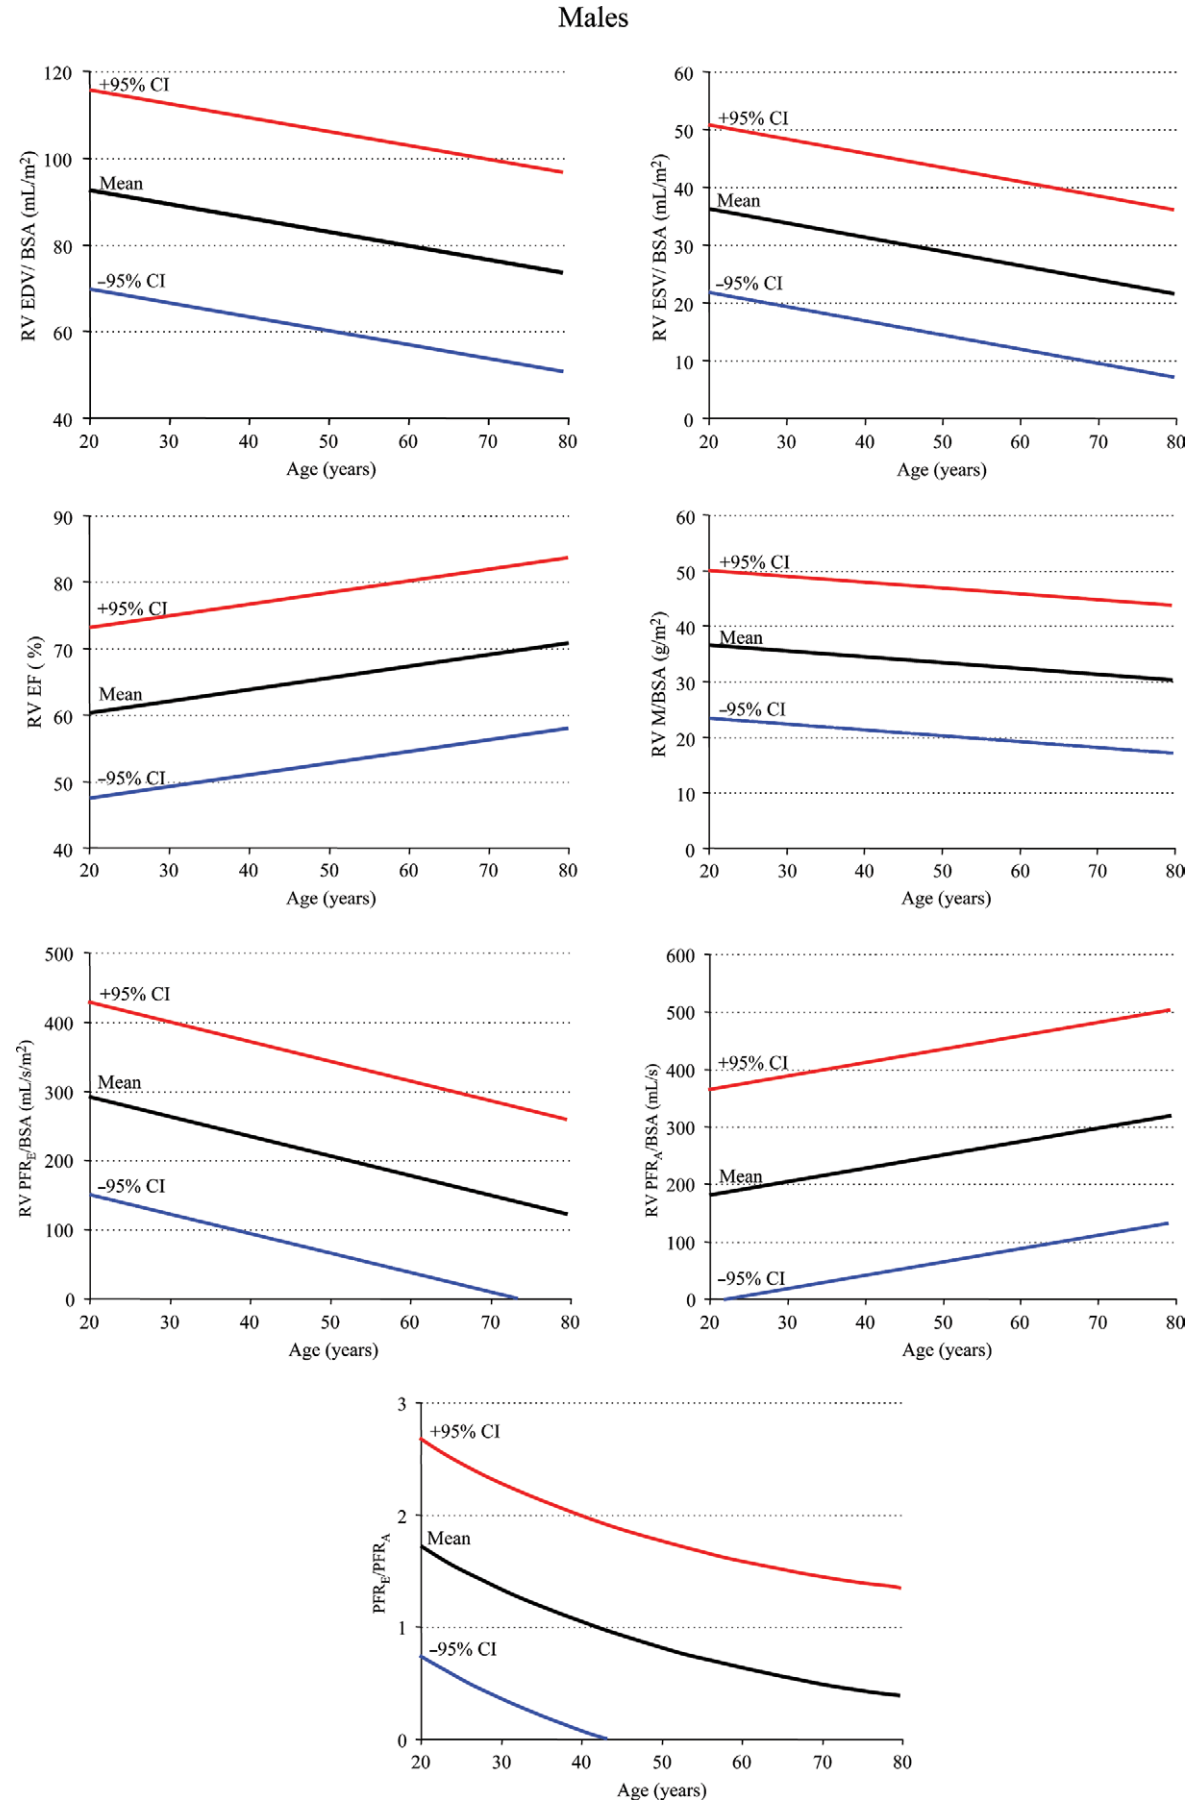 Males
RV EDV/ BSA (mL/m²)
120
100
80
60
40
+95% CI
Mean
–95% CI
20 30 40 50 60 70 80
Age (years)
RV ESV/ BSA (mL/m²)
60
50
40
30
20
10
0
+95% CI
Mean
–95% CI
20 30 40 50 60 70 80
Age (years)
RV EF ( %)
90
80
70
60
50
40
+95% CI
Mean
–95% CI
20 30 40 50 60 70 80
Age (years)
RV M/BSA (g/m²)
60
50
40
30
20
10
0
+95% CI
Mean
–95% CI
20 30 40 50 60 70 80
Age (years)
RV PFR_E/BSA (mL/s/m²)
500
400
300
200
100
0
+95% CI
Mean
–95% CI
20 30 40 50 60 70 80
Age (years)
RV PFR_A/BSA (mL/s)
600
500
400
300
200
100
0
+95% CI
Mean
–95% CI
20 30 40 50 60 70 80
Age (years)
PFR_E/PFR_A
3
2
1
0
+95% CI
Mean
–95% CI
20 30 40 50 60 70 80
Age (years)